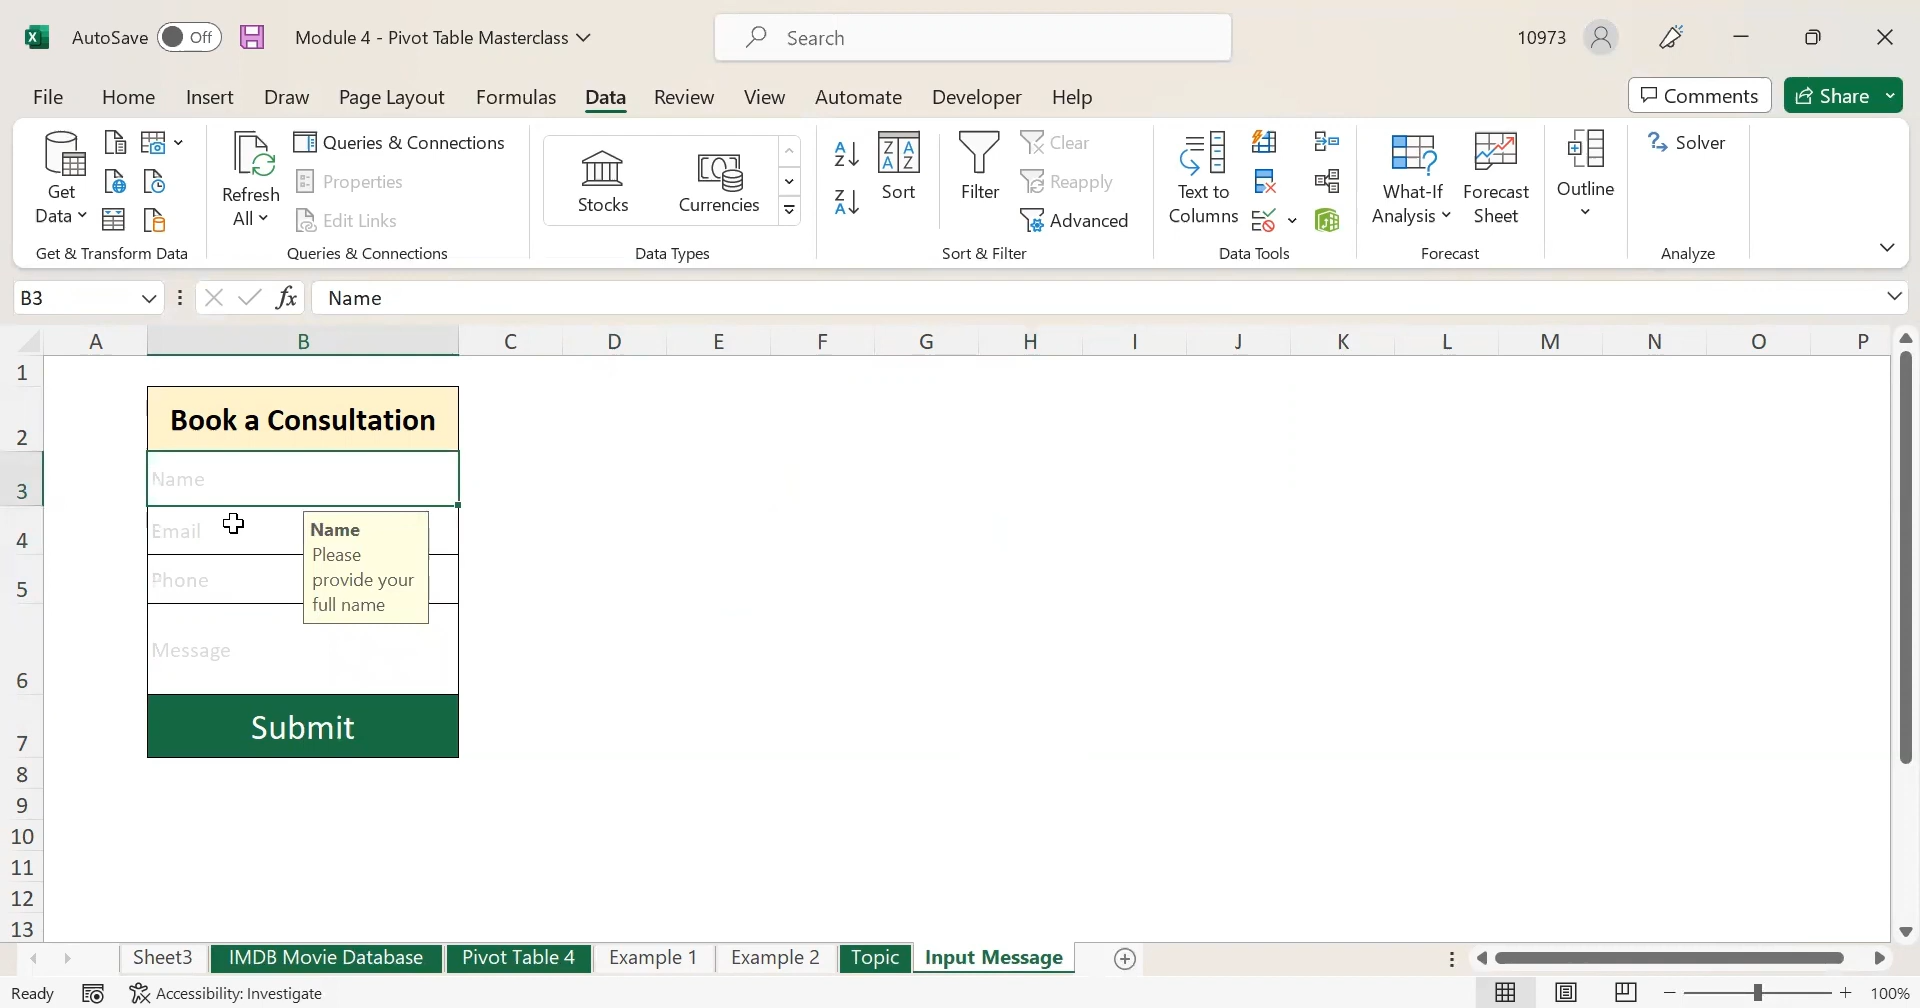 AutoSave Off Module 4 - Pivot Table Masterclass Search 10973
File Home Insert Draw Page Layout Formulas Data Review View Automate Developer Help Comments Share
Get Data
Refresh All
Queries & Connections
Properties
Edit Links
Stocks
Currencies
Sort
Filter
Clear
Reapply
Advanced
Text to Columns
What-If Analysis
Forecast Sheet
Outline
Solver
Get & Transform Data Queries & Connections Data Types Sort & Filter Data Tools Forecast Analyze
B3 fx Name
A B C D E F G H I J K L M N O P
1
2 Book a Consultation
3 Name
4 Email
5 Phone
Name
Please
provide your
full name
6 Message
7 Submit
8
9
10
11
12
13
Sheet3 IMDB Movie Database Pivot Table 4 Example 1 Example 2 Topic Input Message
Ready Accessibility: Investigate 100%